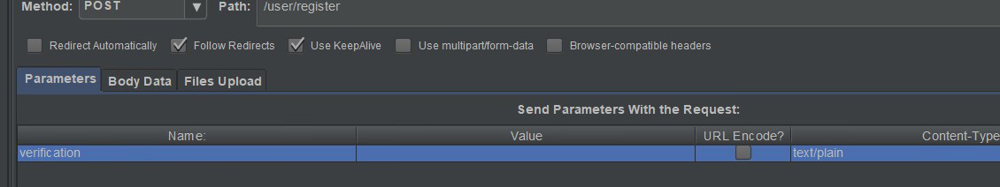 Method: POST Path: /user/register
Redirect Automatically Follow Redirects Use KeepAlive Use multipart/form-data Browser-compatible headers
Parameters Body Data Files Upload
Send Parameters With the Request:
Name: Value URL Encode? Content-Type
verification text/plain